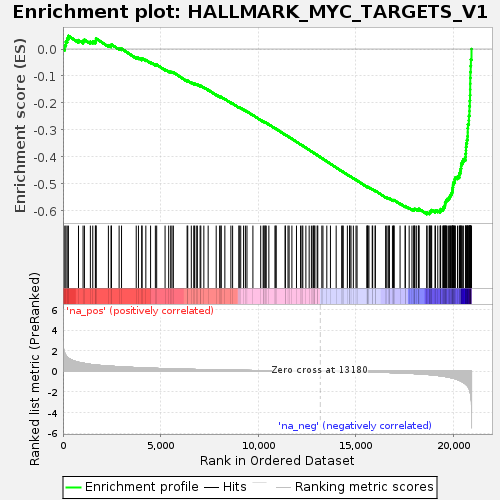 Enrichment plot: HALLMARK_MYC_TARGETS_V1
Enrichment score (ES)
0.0
-0.1
-0.2
-0.3
-0.4
-0.5
-0.6
Ranked list metric (PreRanked)
'na_pos' (positively correlated)
6
4
2
0
-2
-4
-6
Zero cross at 13180
'na_neg' (negatively correlated)
0
5,000
10,000
15,000
20,000
Rank in Ordered Dataset
Enrichment profile
Hits
Ranking metric scores